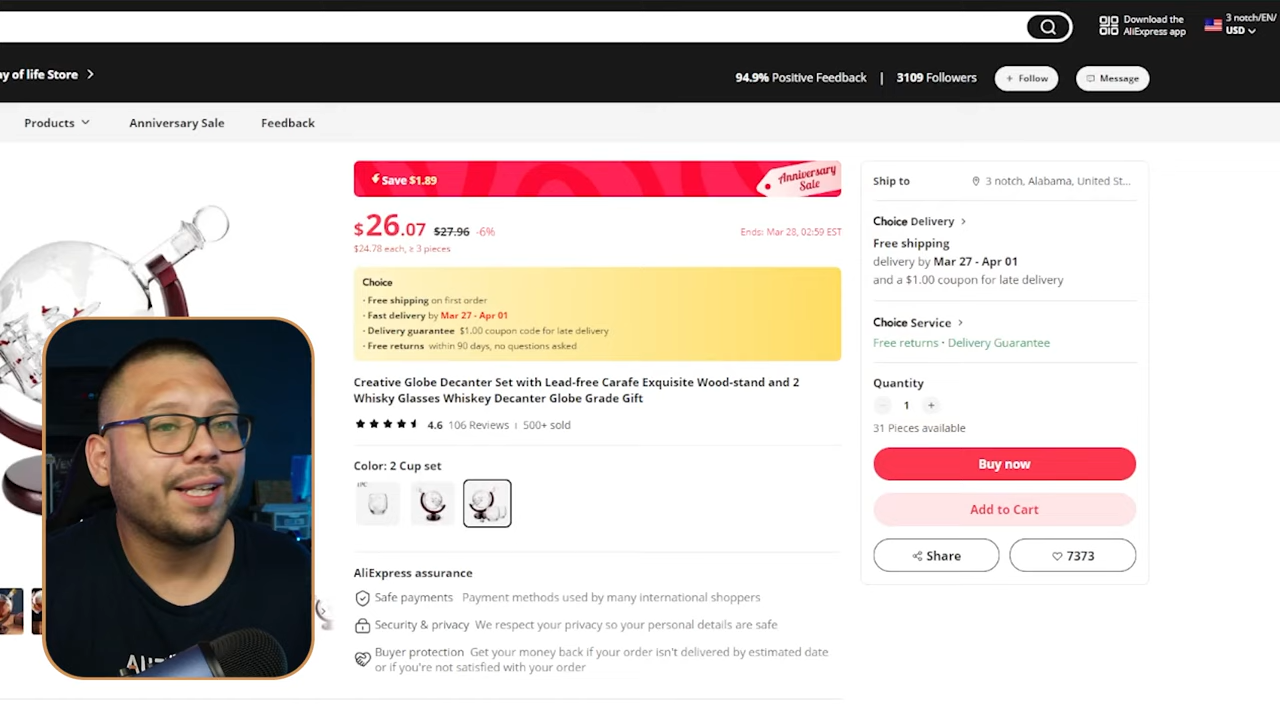 Download the
AliExpress app
3 notch/EN/
USD
ay of life Store
94.9% Positive Feedback | 3109 Followers
+ Follow
Message
Products
Anniversary Sale
Feedback
Save $1.89
Anniversary
Sale
$26.07 $27.96 -6%
Ends: Mar 28, 02:59 EST
$24.78 each, ≥ 3 pieces
Choice
· Free shipping on first order
· Fast delivery by Mar 27 - Apr 01
· Delivery guarantee $1.00 coupon code for late delivery
· Free returns within 90 days, no questions asked
Creative Globe Decanter Set with Lead-free Carafe Exquisite Wood-stand and 2
Whisky Glasses Whiskey Decanter Globe Grade Gift
4.6 106 Reviews | 500+ sold
Color: 2 Cup set
1PC
AliExpress assurance
Safe payments Payment methods used by many international shoppers
Security & privacy We respect your privacy so your personal details are safe
Buyer protection Get your money back if your order isn't delivered by estimated date
or if you're not satisfied with your order
Ship to
3 notch, Alabama, United St...
Choice Delivery
Free shipping
delivery by Mar 27 - Apr 01
and a $1.00 coupon for late delivery
Choice Service
Free returns · Delivery Guarantee
Quantity
- 1 +
31 Pieces available
Buy now
Add to Cart
Share
7373